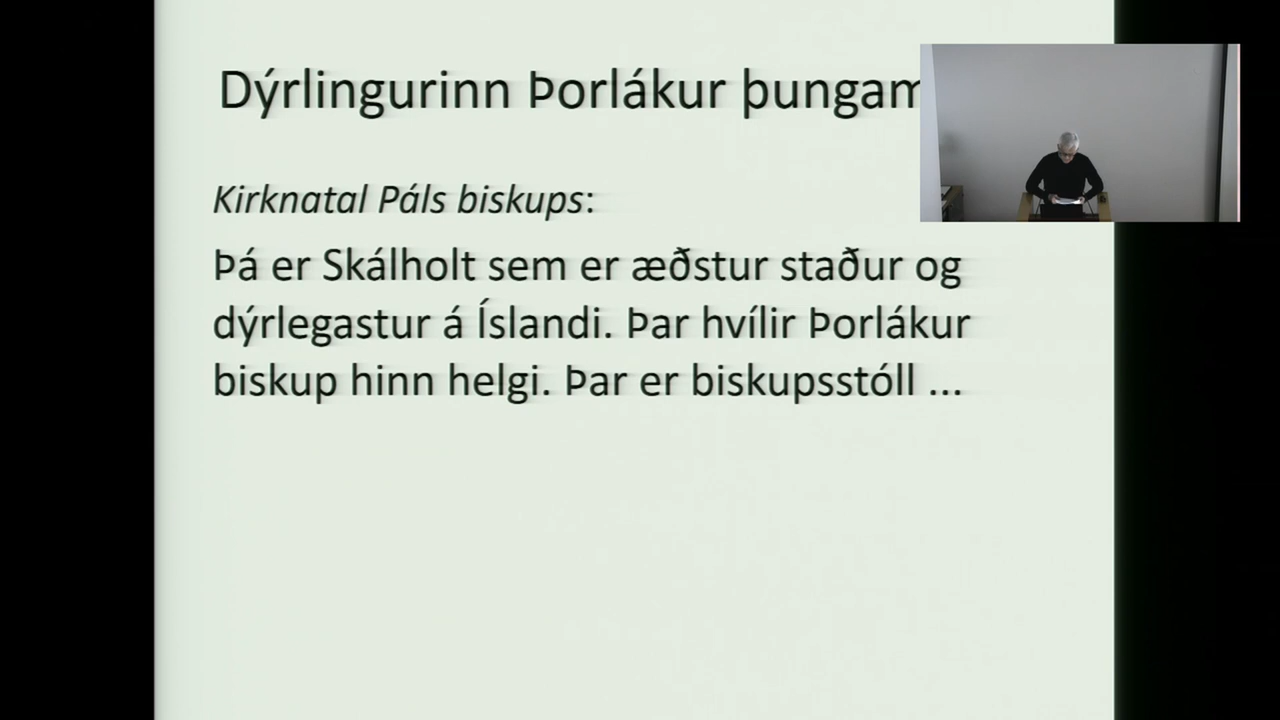 Dýrlingurinn Þorlákur
Kirknatal Páls biskups:
Þá er Skálholt sem er æðstur staður og
dýrlegastur á Íslandi. Þar hvílir Þorlákur
biskup hinn helgi. Þar er biskupsstóll ...